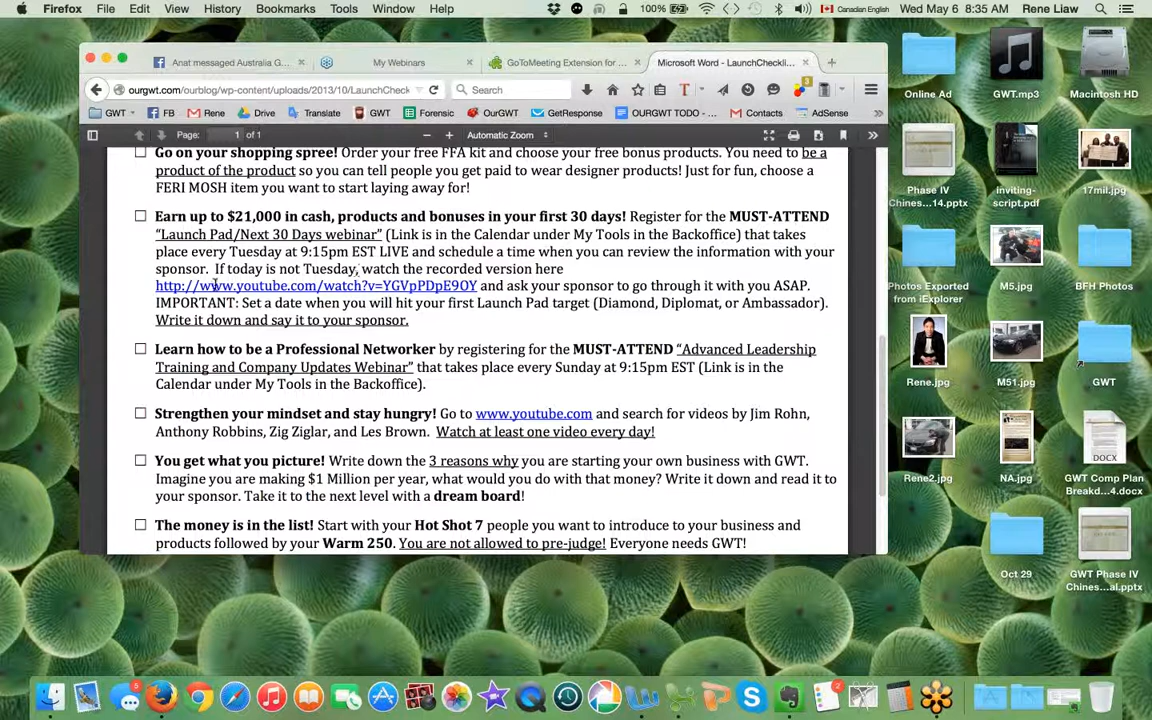 Firefox File Edit View History Bookmarks Tools Window Help 100% Canadian English Wed May 6 8:35 AM Rene Liaw
Anat messaged Australia G... My Webinars GoToMeeting Extension for ... Microsoft Word - LaunchCheckli...
ourgwt.com/ourblog/wp-content/uploads/2013/10/LaunchCheck Search
GWT FB Rene Drive Translate GWT Forensic OurGWT GetResponse OURGWT TODO - ... Contacts AdSense
Page: 1 of 1 Automatic Zoom
Go on your shopping spree! Order your free FFA kit and choose your free bonus products. You need to be a
product of the product so you can tell people you get paid to wear designer products! Just for fun, choose a
FERI MOSH item you want to start laying away for!
Earn up to $21,000 in cash, products and bonuses in your first 30 days! Register for the MUST-ATTEND
“Launch Pad/Next 30 Days webinar” (Link is in the Calendar under My Tools in the Backoffice) that takes
place every Tuesday at 9:15pm EST LIVE and schedule a time when you can review the information with your
sponsor. If today is not Tuesday, watch the recorded version here
http://www.youtube.com/watch?v=YGVpPDpE9OY and ask your sponsor to go through it with you ASAP.
IMPORTANT: Set a date when you will hit your first Launch Pad target (Diamond, Diplomat, or Ambassador).
Write it down and say it to your sponsor.
Learn how to be a Professional Networker by registering for the MUST-ATTEND “Advanced Leadership
Training and Company Updates Webinar” that takes place every Sunday at 9:15pm EST (Link is in the
Calendar under My Tools in the Backoffice).
Strengthen your mindset and stay hungry! Go to www.youtube.com and search for videos by Jim Rohn,
Anthony Robbins, Zig Ziglar, and Les Brown. Watch at least one video every day!
You get what you picture! Write down the 3 reasons why you are starting your own business with GWT.
Imagine you are making $1 Million per year, what would you do with that money? Write it down and read it to
your sponsor. Take it to the next level with a dream board!
The money is in the list! Start with your Hot Shot 7 people you want to introduce to your business and
products followed by your Warm 250. You are not allowed to pre-judge! Everyone needs GWT!
Online Ad GWT.mp3 Macintosh HD
Phase IV
Chines...14.pptx
inviting-
script.pdf
17mil.jpg
Photos Exported
from iExplorer
M5.jpg BFH Photos
Rene.jpg M51.jpg GWT
DOCX
Rene2.jpg NA.jpg
GWT Comp Plan
Breakd...4.docx
Oct 29
GWT Phase IV
Chines...al.pptx